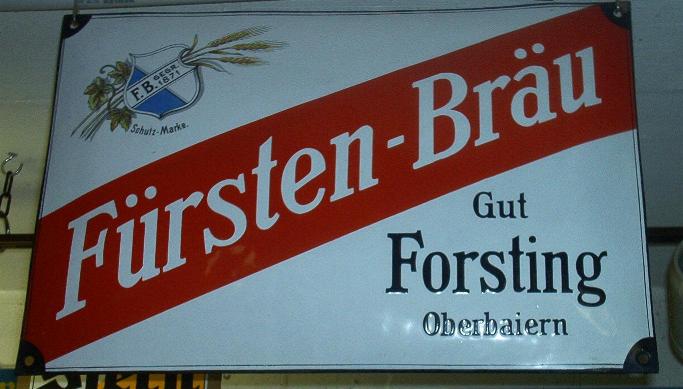 GEGR.
F.B. 1871
Schutz-Marke.
Fürsten-Bräu
Gut
Forsting
Oberbaiern